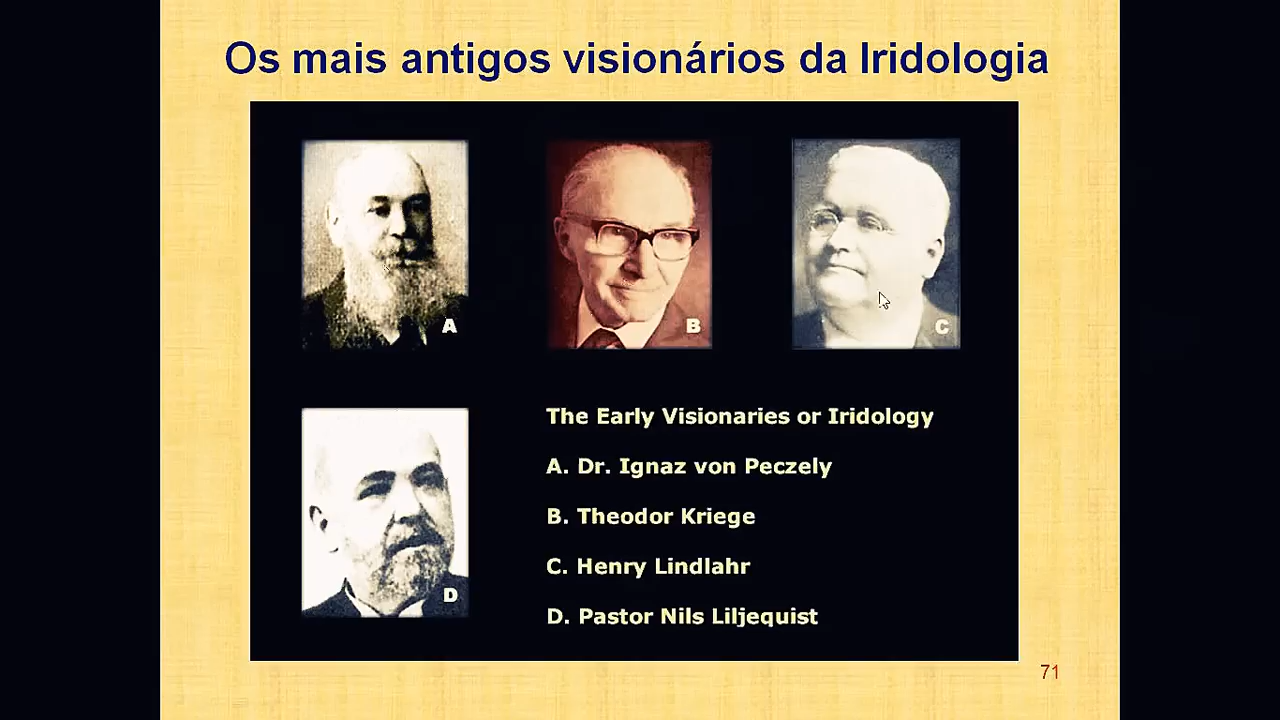 Os mais antigos visionários da Iridologia
A
B
C
D
The Early Visionaries or Iridology
A. Dr. Ignaz von Peczely
B. Theodor Kriege
C. Henry Lindlahr
D. Pastor Nils Liljequist
71